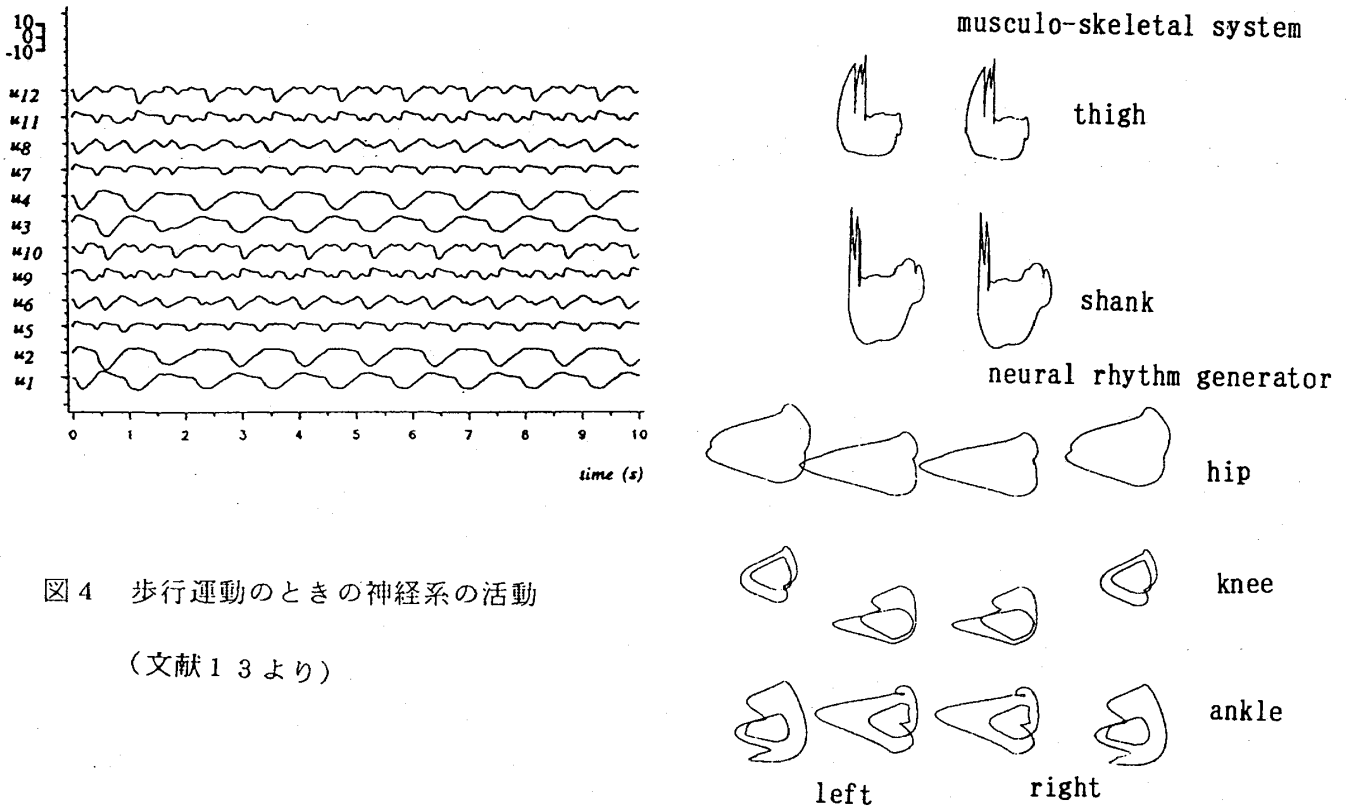 10
0
-10
u12
u11
u8
u7
u4
u3
u10
u9
u6
u5
u2
u1
0 1 2 3 4 5 6 7 8 9 10
time (s)
図4 歩行運動のときの神経系の活動
(文献13より)
musculo-skeletal system
thigh
shank
neural rhythm generator
hip
knee
ankle
left right